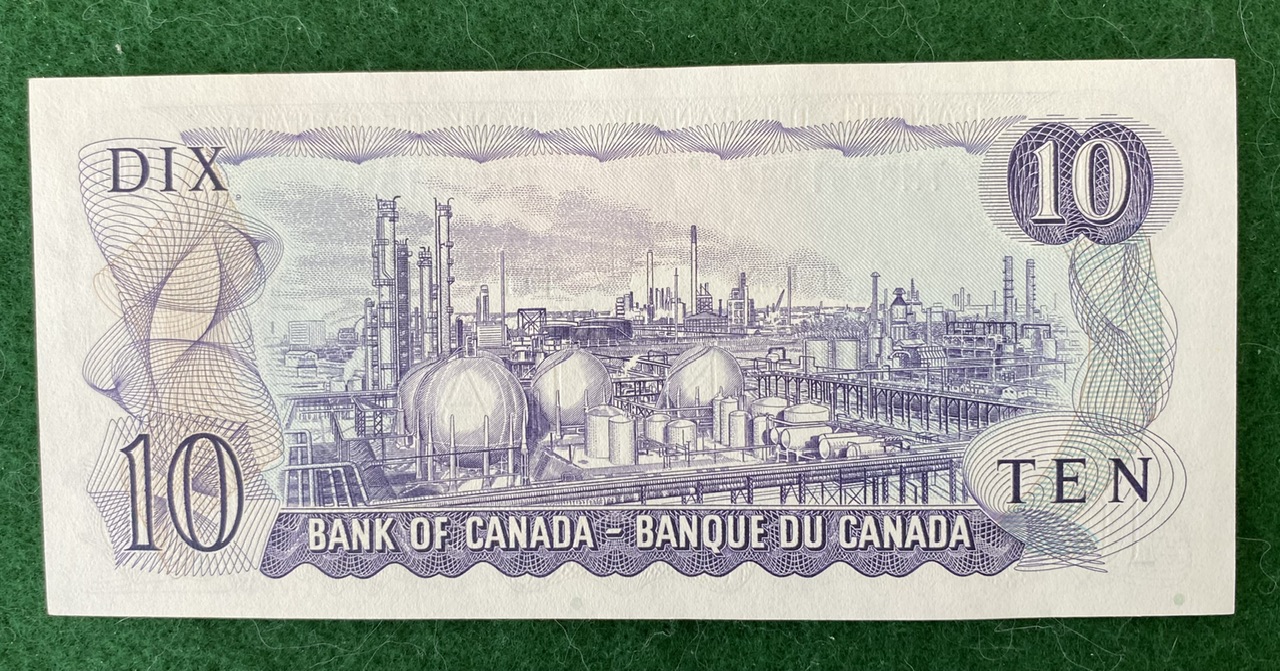 DIX
10
10
TEN
BANK OF CANADA - BANQUE DU CANADA